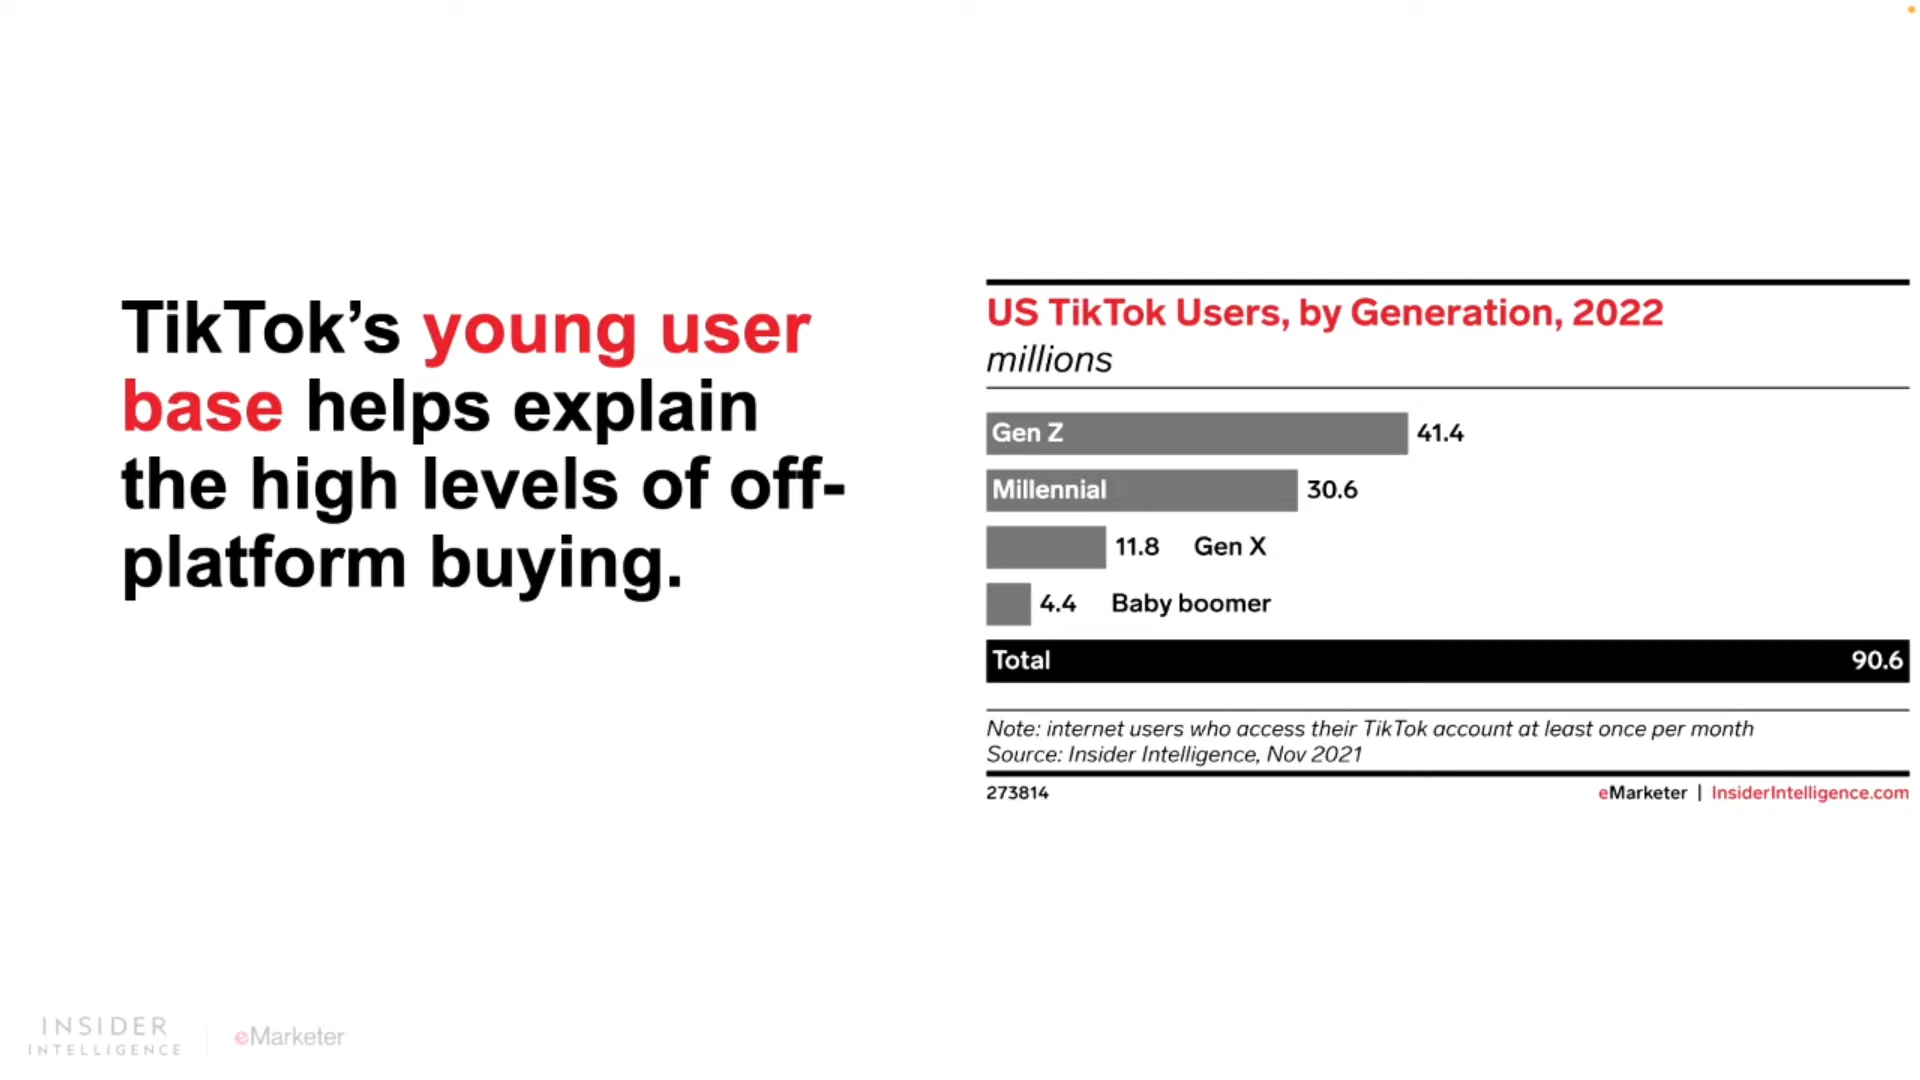 TikTok’s young user
base helps explain
the high levels of off-
platform buying.
US TikTok Users, by Generation, 2022
millions
Gen Z 41.4
Millennial 30.6
11.8 Gen X
4.4 Baby boomer
Total 90.6
Note: internet users who access their TikTok account at least once per month
Source: Insider Intelligence, Nov 2021
273814 eMarketer | InsiderIntelligence.com
INSIDER
INTELLIGENCE
eMarketer